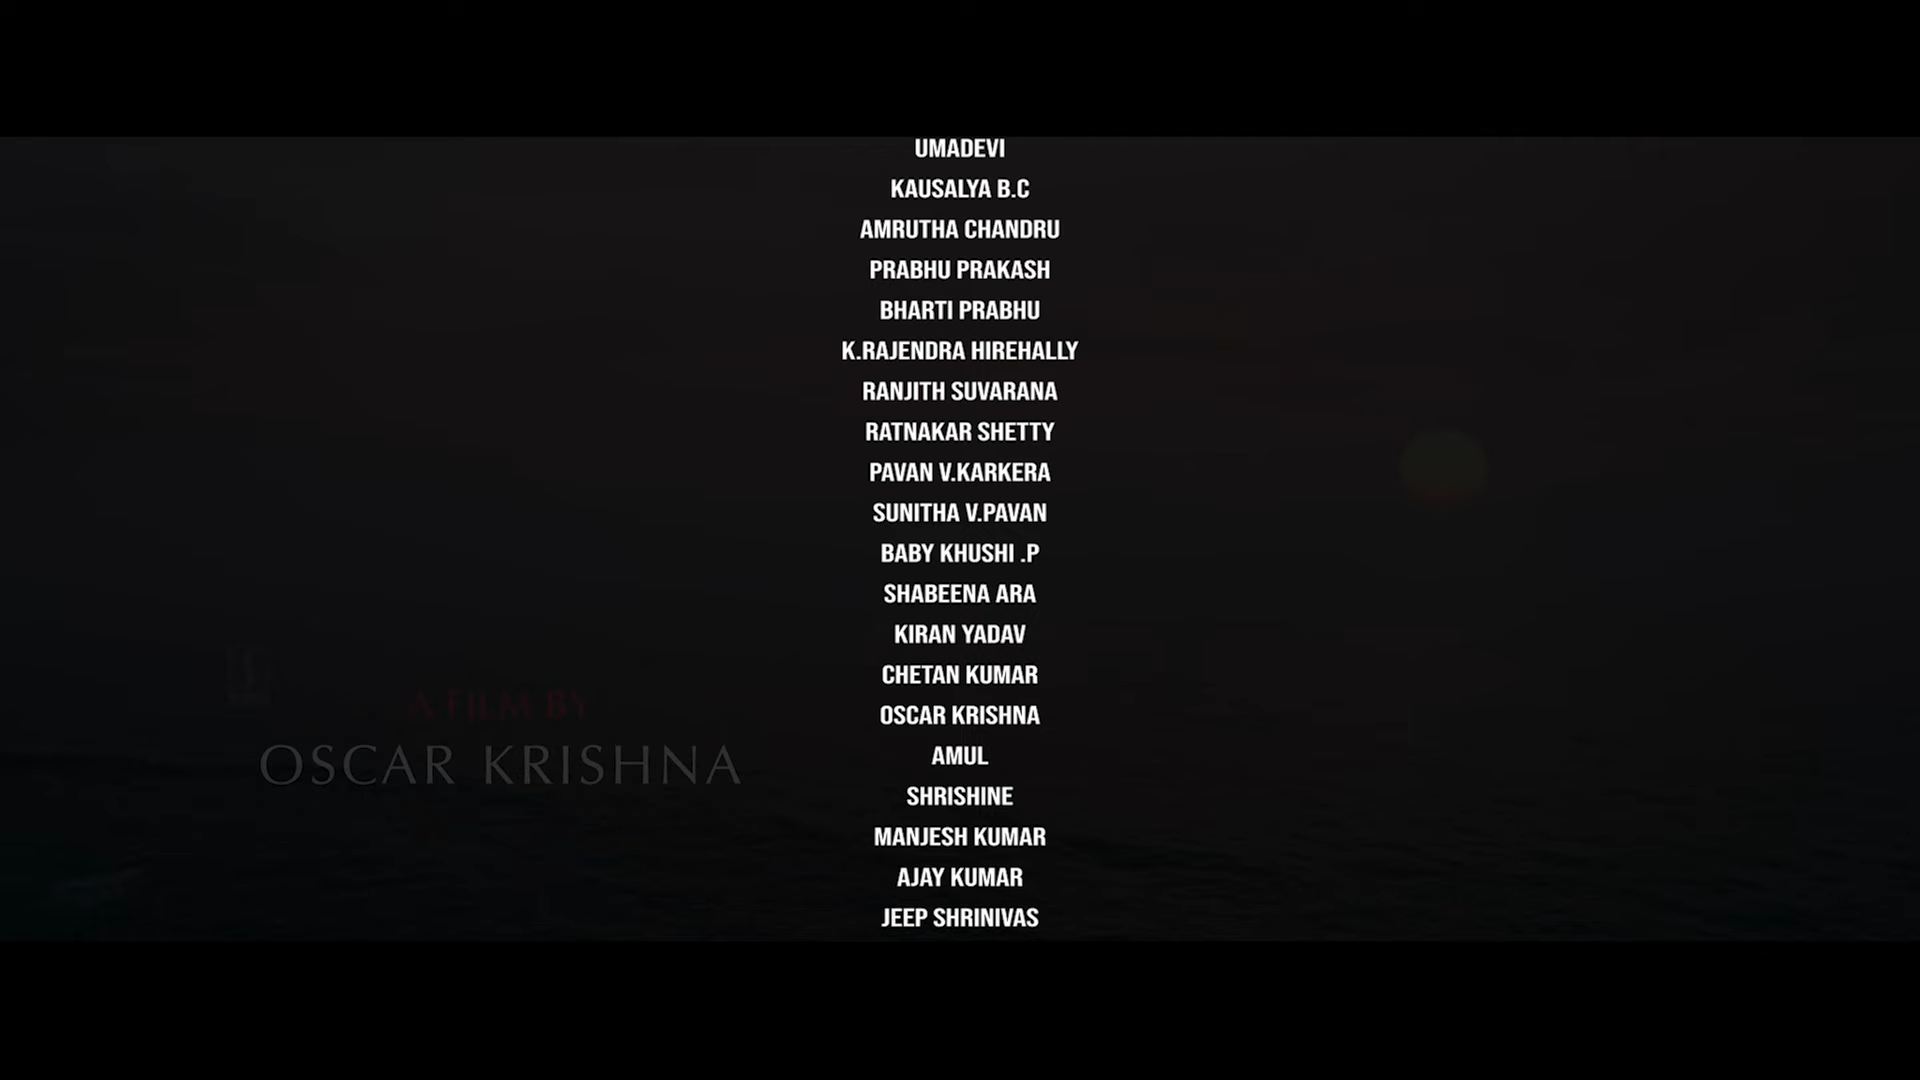 UMADEVI
KAUSALYA B.C
AMRUTHA CHANDRU
PRABHU PRAKASH
BHARTI PRABHU
K.RAJENDRA HIREHALLY
RANJITH SUVARANA
RATNAKAR SHETTY
PAVAN V.KARKERA
SUNITHA V.PAVAN
BABY KHUSHI .P
SHABEENA ARA
KIRAN YADAV
CHETAN KUMAR
OSCAR KRISHNA
AMUL
SHRISHINE
MANJESH KUMAR
AJAY KUMAR
JEEP SHRINIVAS
A FILM BY
OSCAR KRISHNA